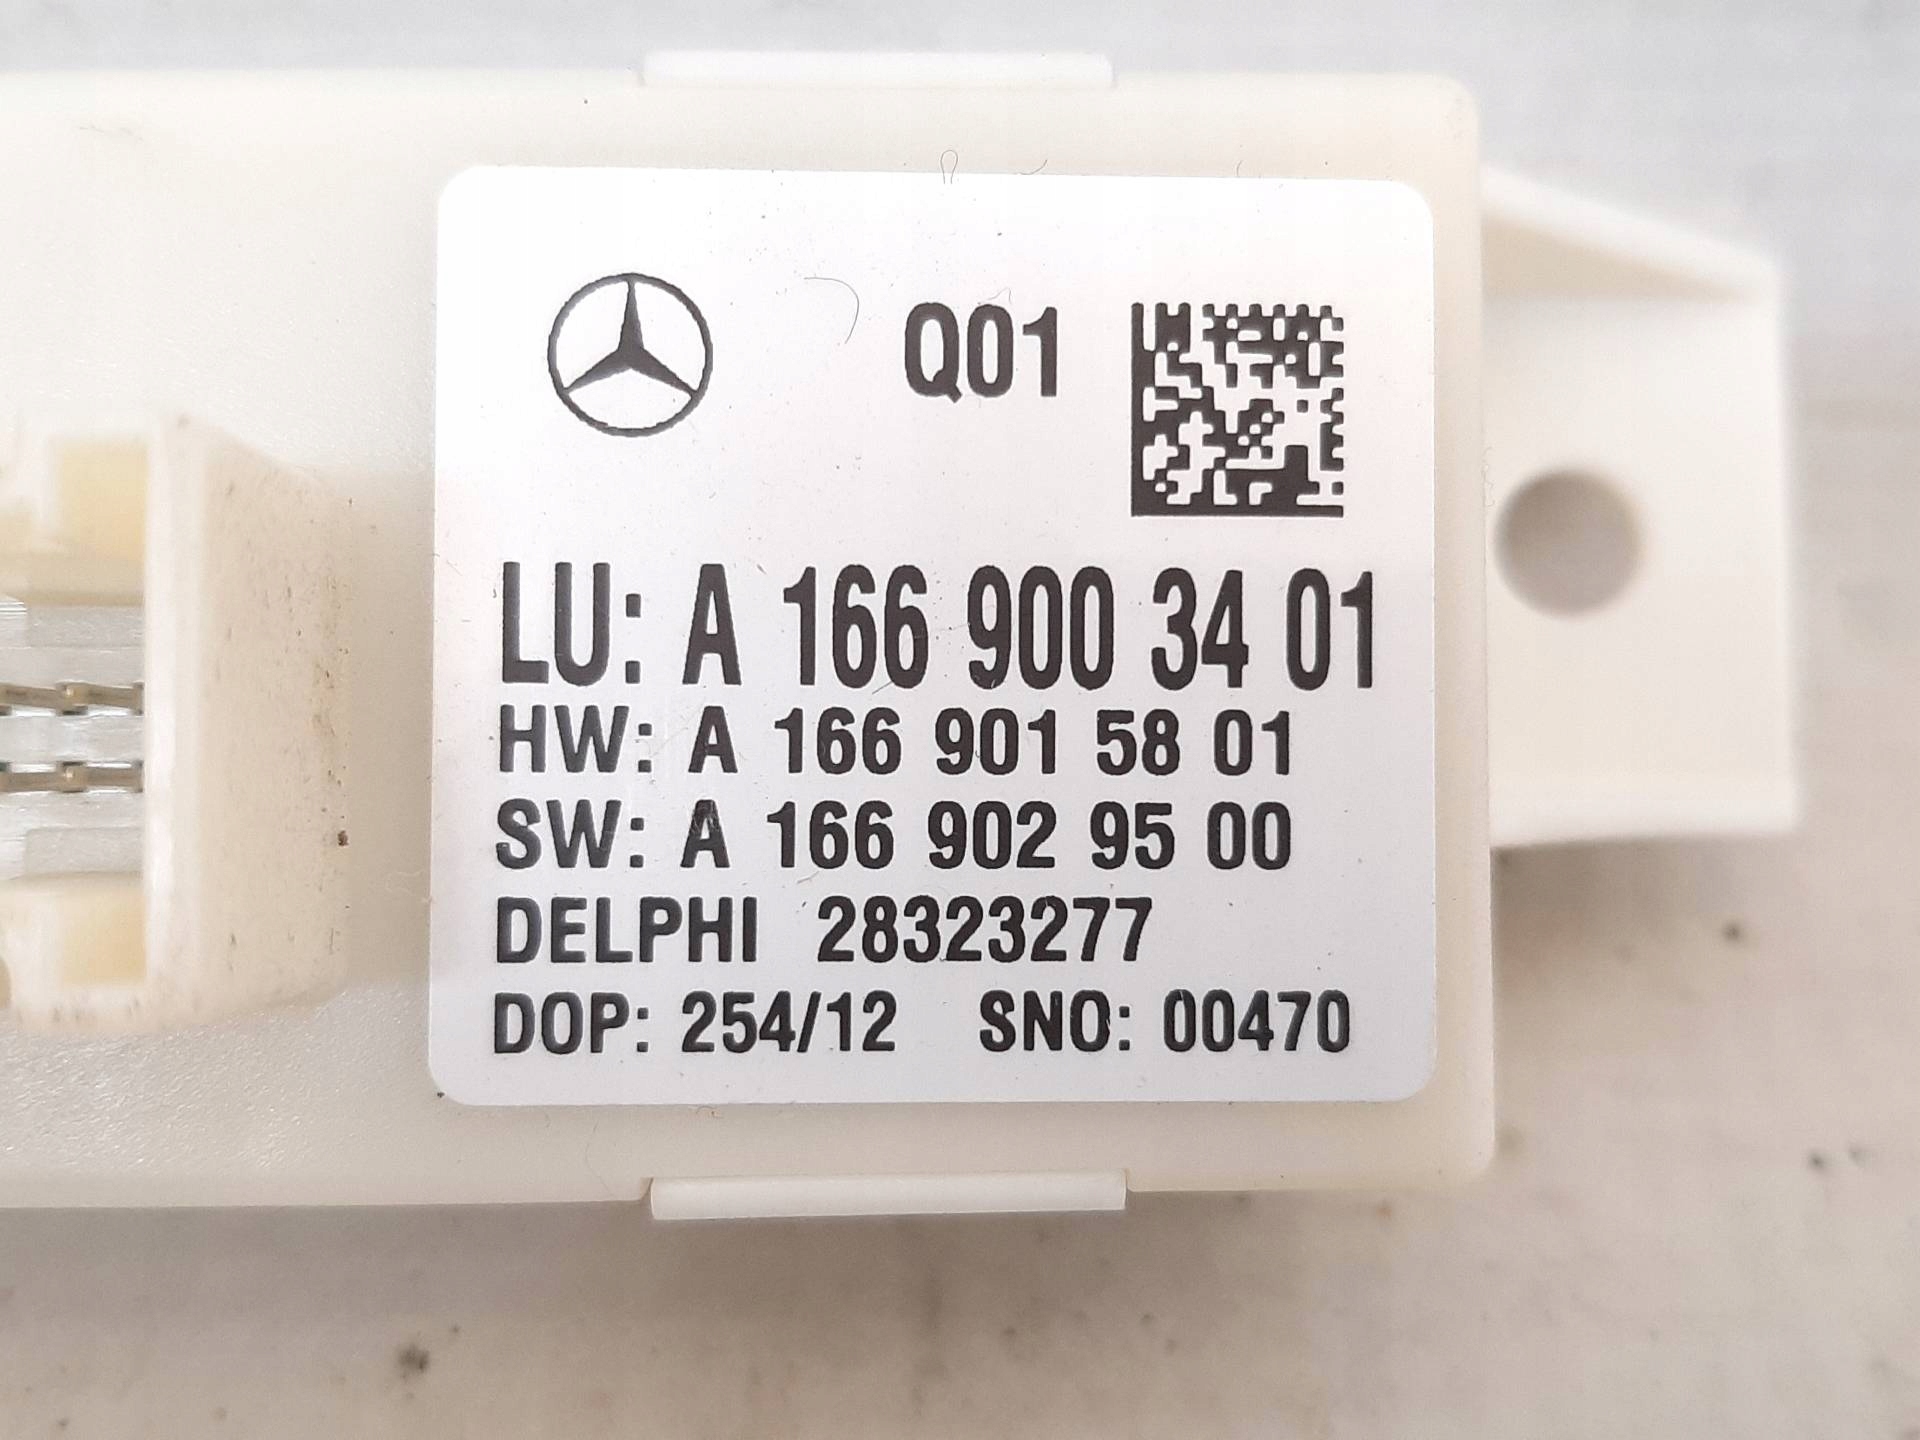 Q01
LU: A 166 900 34 01
HW: A 166 901 58 01
SW: A 166 902 95 00
DELPHI 28323277
DOP: 254/12 SNO: 00470